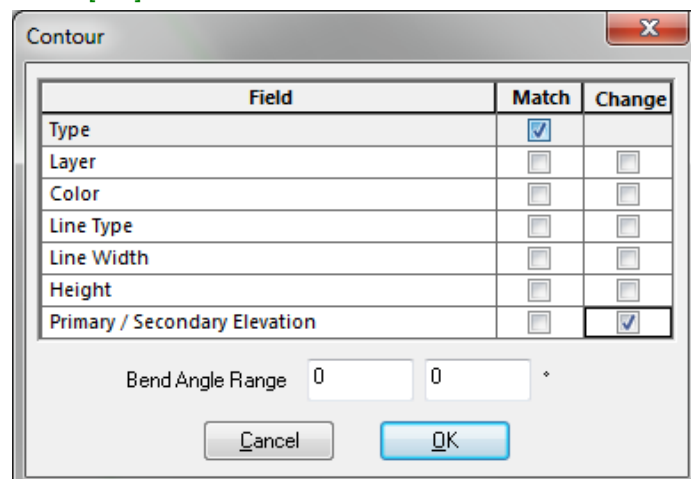 Contour
Field Match Change
Type
Layer
Color
Line Type
Line Width
Height
Primary / Secondary Elevation
Bend Angle Range 0 0 °
Cancel OK